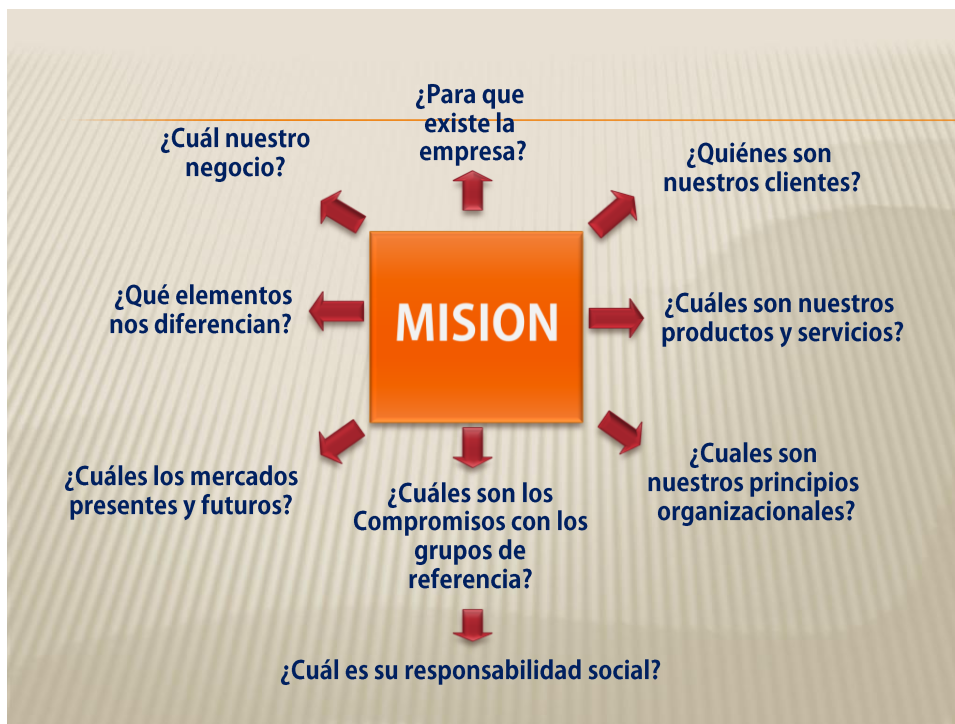 ¿Para que
existe la
empresa?
¿Cuál nuestro
negocio?
¿Quiénes son
nuestros clientes?
¿Qué elementos
nos diferencian?
MISION
¿Cuáles son nuestros
productos y servicios?
¿Cuáles los mercados
presentes y futuros?
¿Cuáles son los
Compromisos con los
grupos de
referencia?
¿Cuales son
nuestros principios
organizacionales?
¿Cuál es su responsabilidad social?